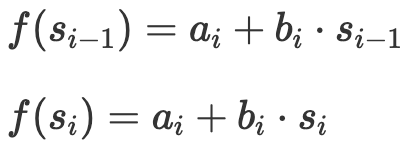 f(s_{i-1}) = a_i + b_i · s_{i-1}
f(s_i) = a_i + b_i · s_i